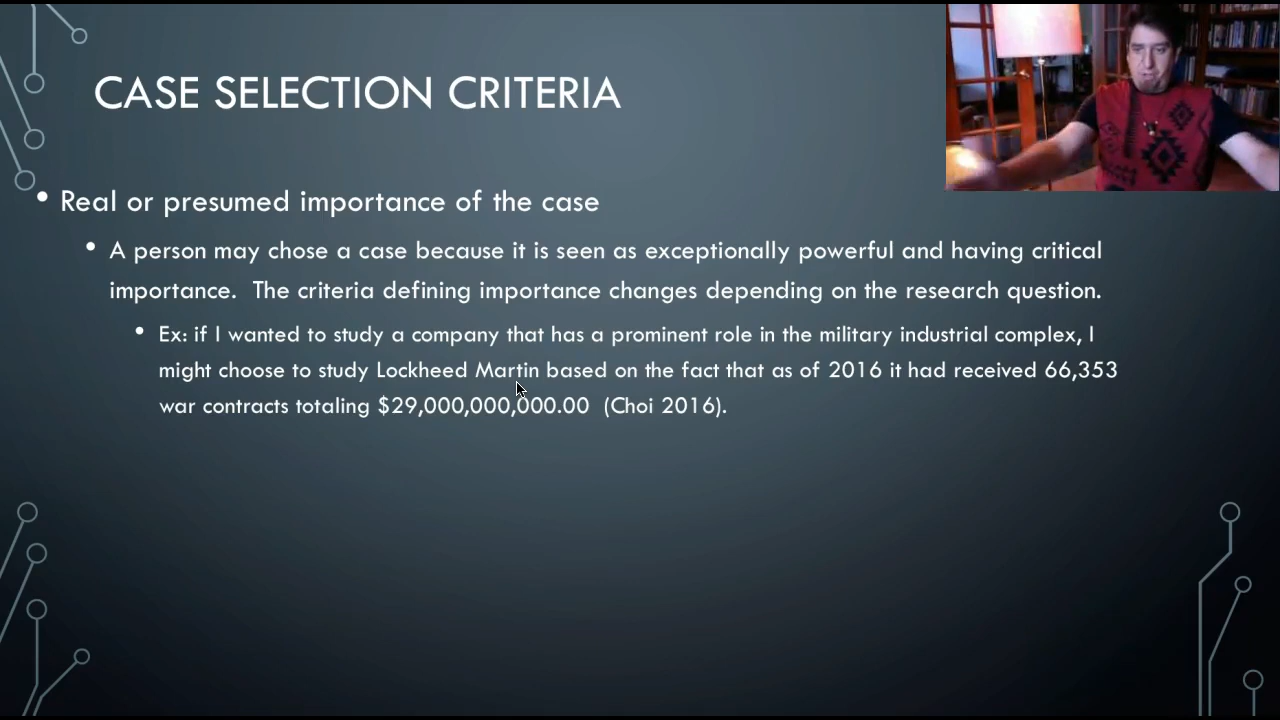 CASE SELECTION CRITERIA
• Real or presumed importance of the case
• A person may chose a case because it is seen as exceptionally powerful and having critical
importance.  The criteria defining importance changes depending on the research question.
• Ex: if I wanted to study a company that has a prominent role in the military industrial complex, I
might choose to study Lockheed Martin based on the fact that as of 2016 it had received 66,353
war contracts totaling $29,000,000,000.00  (Choi 2016).